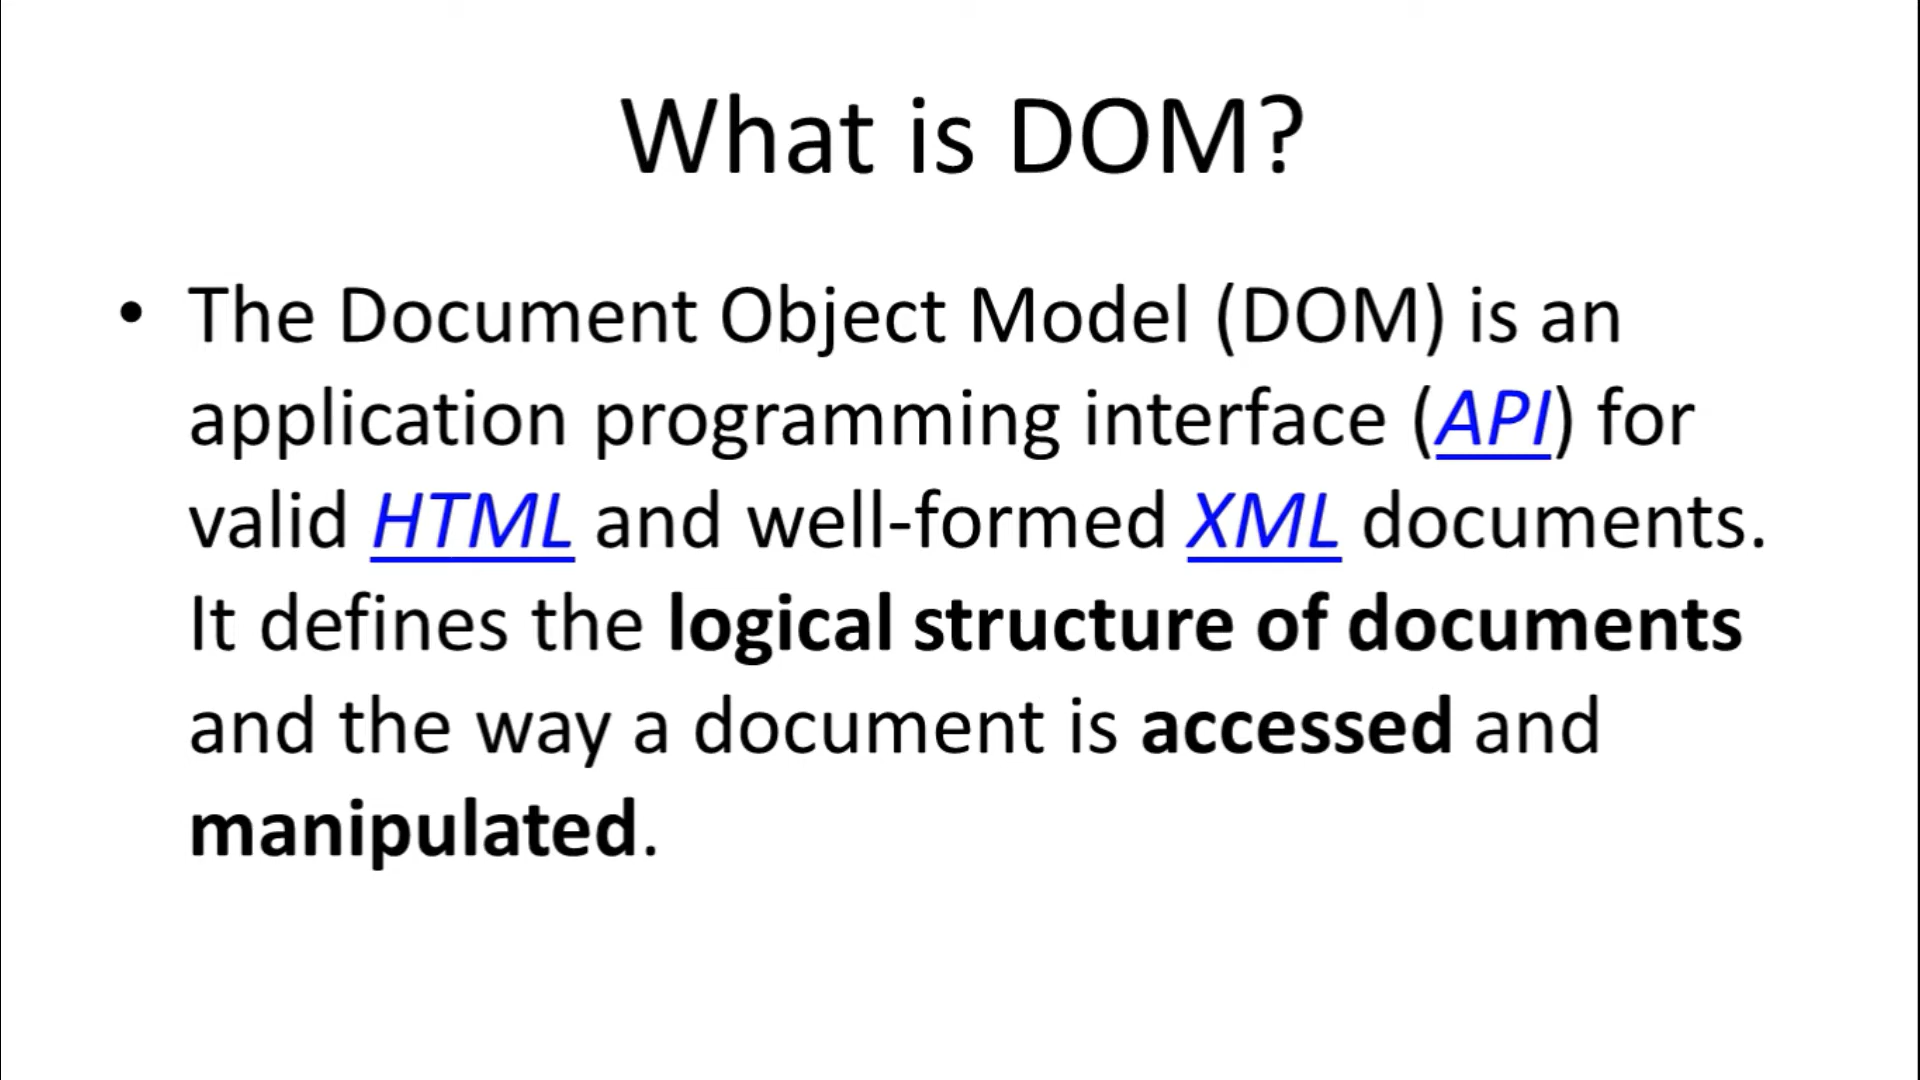 What is DOM?
• The Document Object Model (DOM) is an
application programming interface (API) for
valid HTML and well-formed XML documents.
It defines the logical structure of documents
and the way a document is accessed and
manipulated.